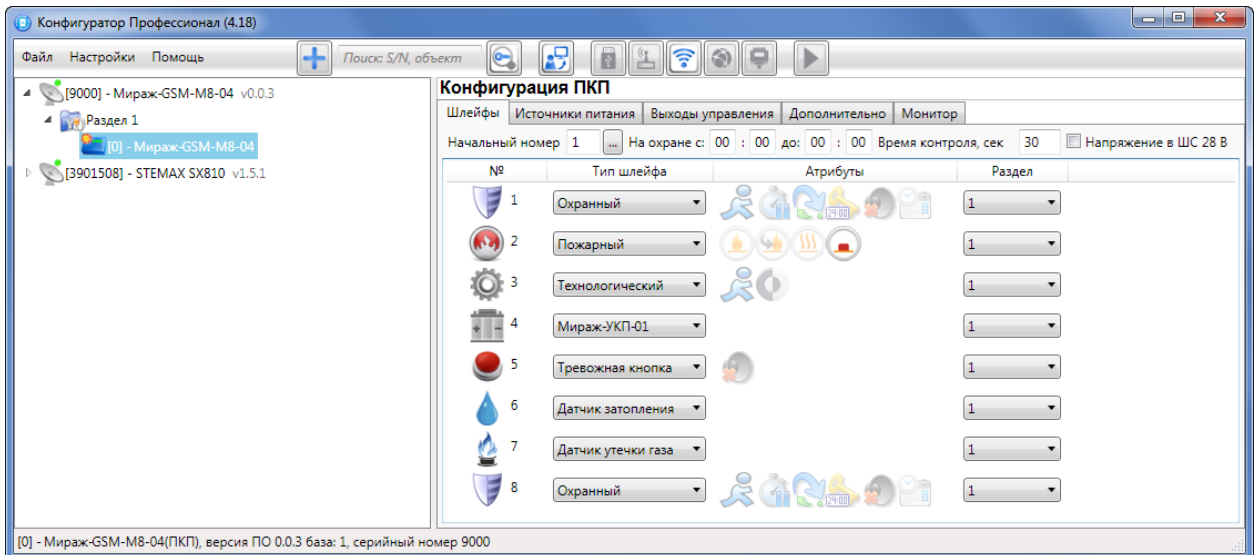 Конфигуратор Профессионал (4.18)
Файл Настройки Помощь Поиск: S/N, объект
[9000] - Мираж-GSM-M8-04 v0.0.3
Раздел 1
[0] - Мираж-GSM-M8-04
[3901508] - STEMAX SX810 v1.5.1
Конфигурация ПКП
Шлейфы Источники питания Выходы управления Дополнительно Монитор
Начальный номер 1 ... На охране с: 00 : 00 до: 00 : 00 Время контроля, сек 30 Напряжение в ШС 28 В
№ Тип шлейфа Атрибуты Раздел
1 Охранный 24:00 1
2 Пожарный 1
3 Технологический 1
4 Мираж-УКП-01 1
5 Тревожная кнопка 1
6 Датчик затопления 1
7 Датчик утечки газа 1
8 Охранный 24:00 1
[0] - Мираж-GSM-M8-04(ПКП), версия ПО 0.0.3 база: 1, серийный номер 9000